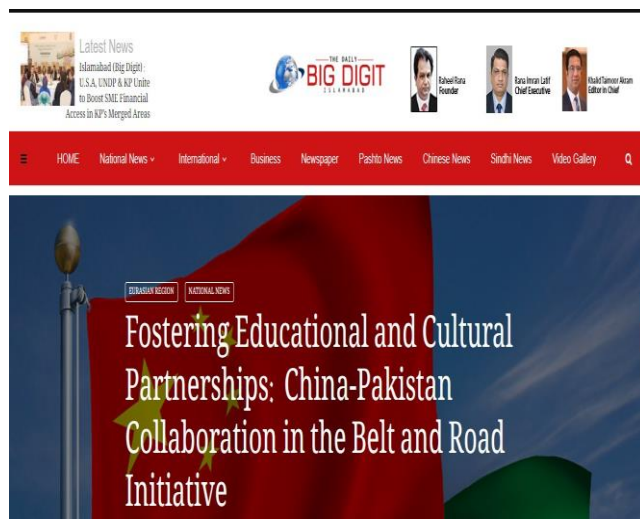 Latest News
Islamabad (Big Digit) :
U.S.A, UNDP & KP Unite
to Boost SME Financial
Access in KP's Merged Areas
THE DAILY
BIG DIGIT
ISLAMABAD
Raheel Rana
Founder
Rana Imran Latif
Chief Executive
Khalid Taimoor Akram
Editor in Chief
HOME National News International Business Newspaper Pashto News Chinese News Sindhi News Video Gallery
EURASIAN REGION NATIONAL NEWS
Fostering Educational and Cultural
Partnerships: China-Pakistan
Collaboration in the Belt and Road
Initiative